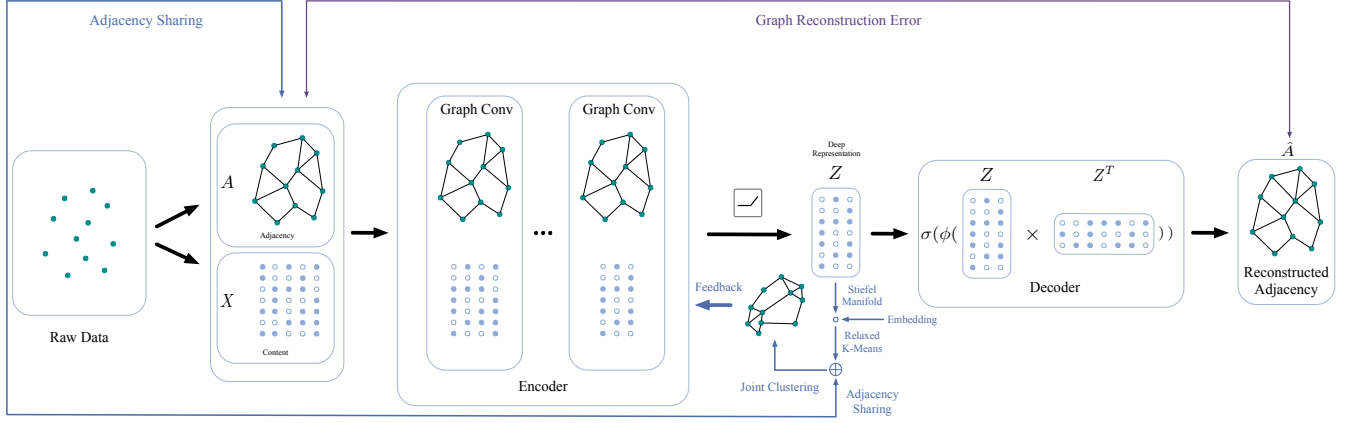 Adjacency Sharing
Graph Reconstruction Error
Raw Data
A
Adjacency
X
Content
Graph Conv
Graph Conv
...
Encoder
Feedback
Deep
Representation
Z
Stiefel
Manifold
Embedding
Relaxed
K-Means
Joint Clustering
Adjacency
Sharing
Z
Z^T
σ(ϕ( × ))
Decoder
Â
Reconstructed
Adjacency